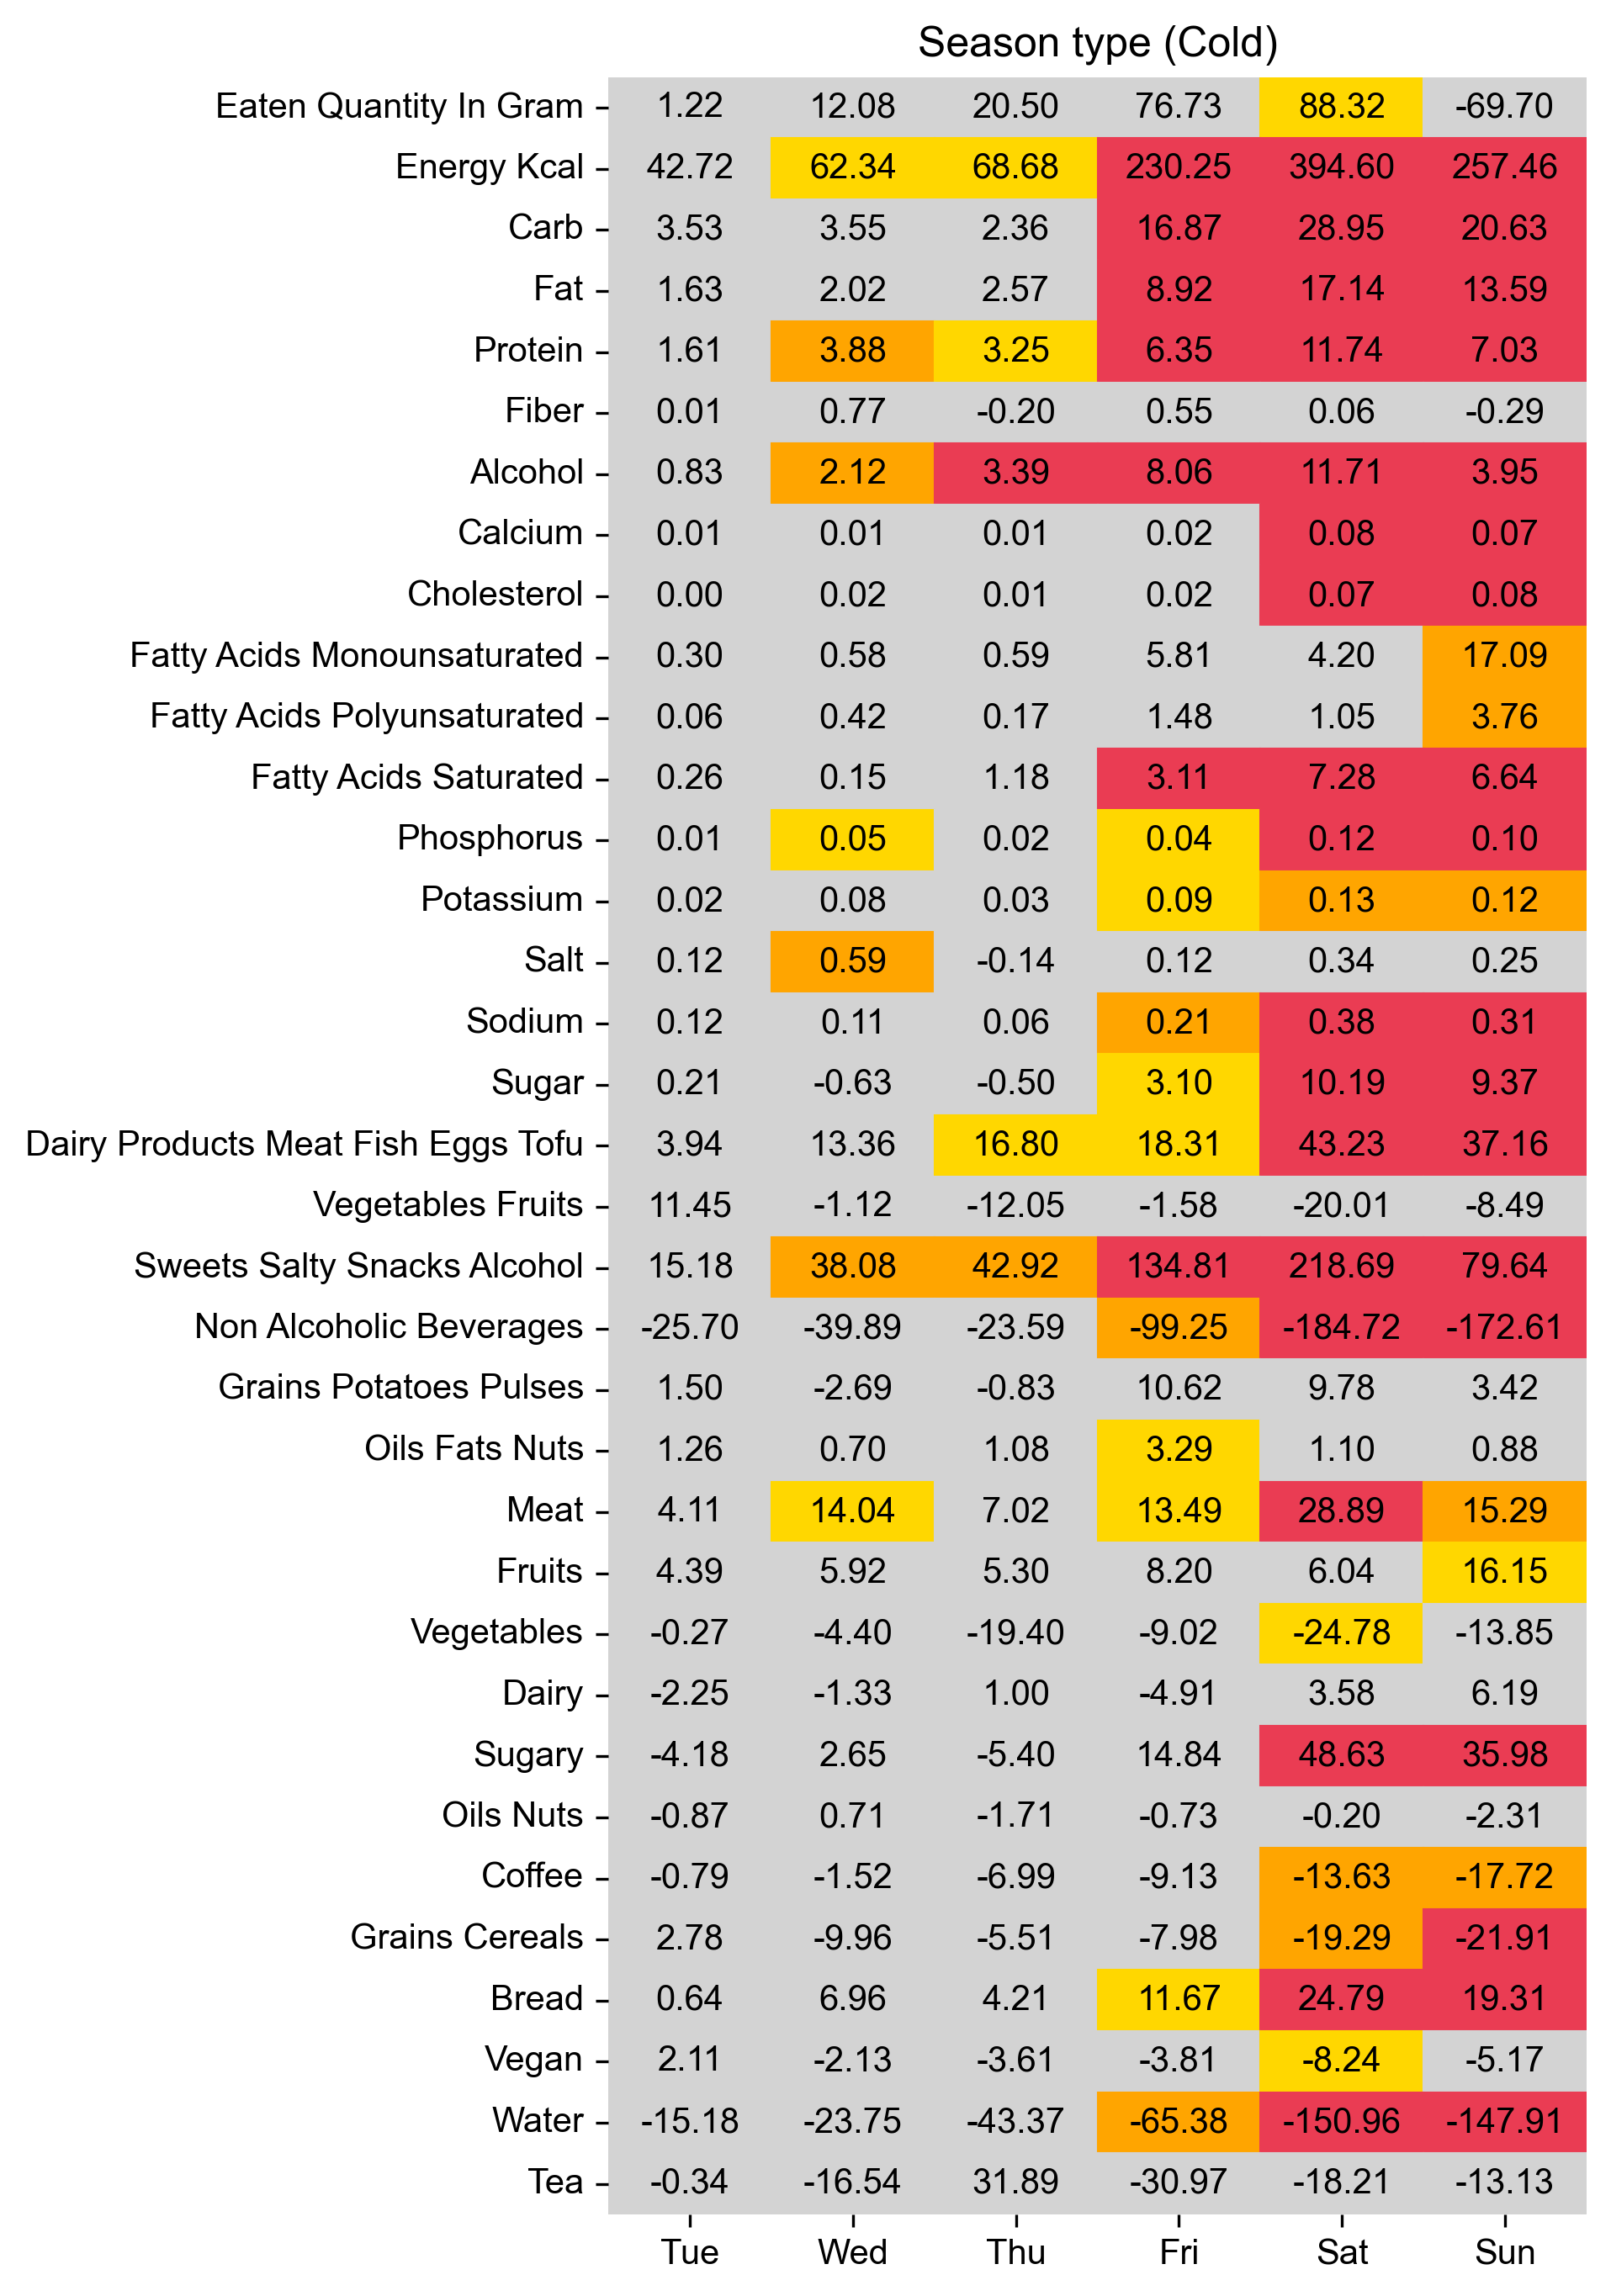 Season type (Cold)
Eaten Quantity In Gram 1.22 12.08 20.50 76.73 88.32 -69.70
Energy Kcal 42.72 62.34 68.68 230.25 394.60 257.46
Carb 3.53 3.55 2.36 16.87 28.95 20.63
Fat 1.63 2.02 2.57 8.92 17.14 13.59
Protein 1.61 3.88 3.25 6.35 11.74 7.03
Fiber 0.01 0.77 -0.20 0.55 0.06 -0.29
Alcohol 0.83 2.12 3.39 8.06 11.71 3.95
Calcium 0.01 0.01 0.01 0.02 0.08 0.07
Cholesterol 0.00 0.02 0.01 0.02 0.07 0.08
Fatty Acids Monounsaturated 0.30 0.58 0.59 5.81 4.20 17.09
Fatty Acids Polyunsaturated 0.06 0.42 0.17 1.48 1.05 3.76
Fatty Acids Saturated 0.26 0.15 1.18 3.11 7.28 6.64
Phosphorus 0.01 0.05 0.02 0.04 0.12 0.10
Potassium 0.02 0.08 0.03 0.09 0.13 0.12
Salt 0.12 0.59 -0.14 0.12 0.34 0.25
Sodium 0.12 0.11 0.06 0.21 0.38 0.31
Sugar 0.21 -0.63 -0.50 3.10 10.19 9.37
Dairy Products Meat Fish Eggs Tofu 3.94 13.36 16.80 18.31 43.23 37.16
Vegetables Fruits 11.45 -1.12 -12.05 -1.58 -20.01 -8.49
Sweets Salty Snacks Alcohol 15.18 38.08 42.92 134.81 218.69 79.64
Non Alcoholic Beverages -25.70 -39.89 -23.59 -99.25 -184.72 -172.61
Grains Potatoes Pulses 1.50 -2.69 -0.83 10.62 9.78 3.42
Oils Fats Nuts 1.26 0.70 1.08 3.29 1.10 0.88
Meat 4.11 14.04 7.02 13.49 28.89 15.29
Fruits 4.39 5.92 5.30 8.20 6.04 16.15
Vegetables -0.27 -4.40 -19.40 -9.02 -24.78 -13.85
Dairy -2.25 -1.33 1.00 -4.91 3.58 6.19
Sugary -4.18 2.65 -5.40 14.84 48.63 35.98
Oils Nuts -0.87 0.71 -1.71 -0.73 -0.20 -2.31
Coffee -0.79 -1.52 -6.99 -9.13 -13.63 -17.72
Grains Cereals 2.78 -9.96 -5.51 -7.98 -19.29 -21.91
Bread 0.64 6.96 4.21 11.67 24.79 19.31
Vegan 2.11 -2.13 -3.61 -3.81 -8.24 -5.17
Water -15.18 -23.75 -43.37 -65.38 -150.96 -147.91
Tea -0.34 -16.54 31.89 -30.97 -18.21 -13.13
Tue Wed Thu Fri Sat Sun